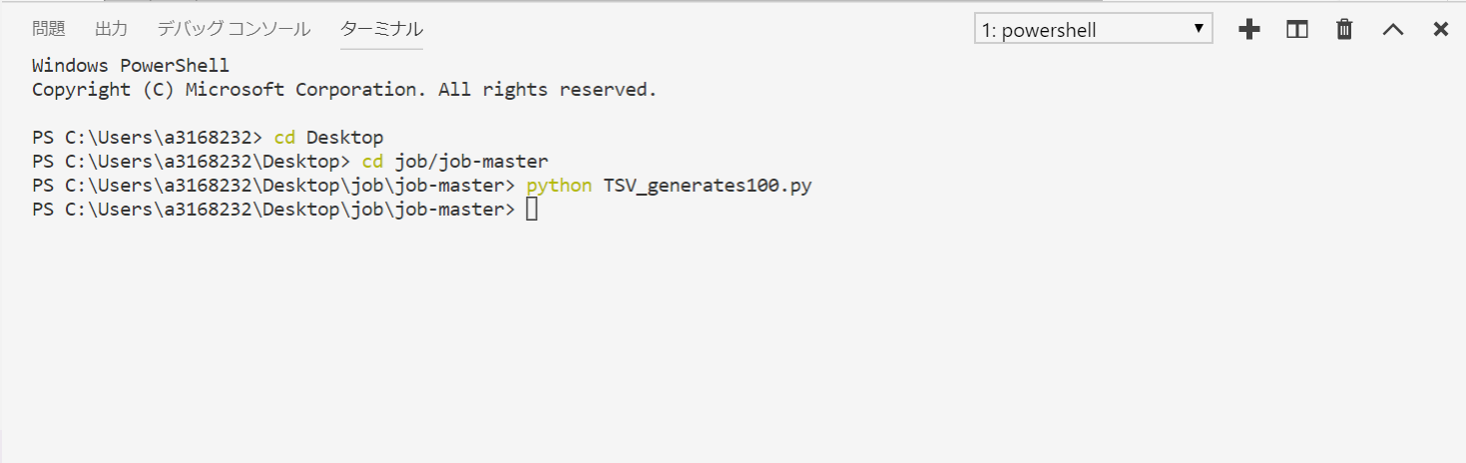 問題 出力 デバッグ コンソール ターミナル 1: powershell
Windows PowerShell
Copyright (C) Microsoft Corporation. All rights reserved.
PS C:\Users\a3168232> cd Desktop
PS C:\Users\a3168232\Desktop> cd job/job-master
PS C:\Users\a3168232\Desktop\job\job-master> python TSV_generates100.py
PS C:\Users\a3168232\Desktop\job\job-master>